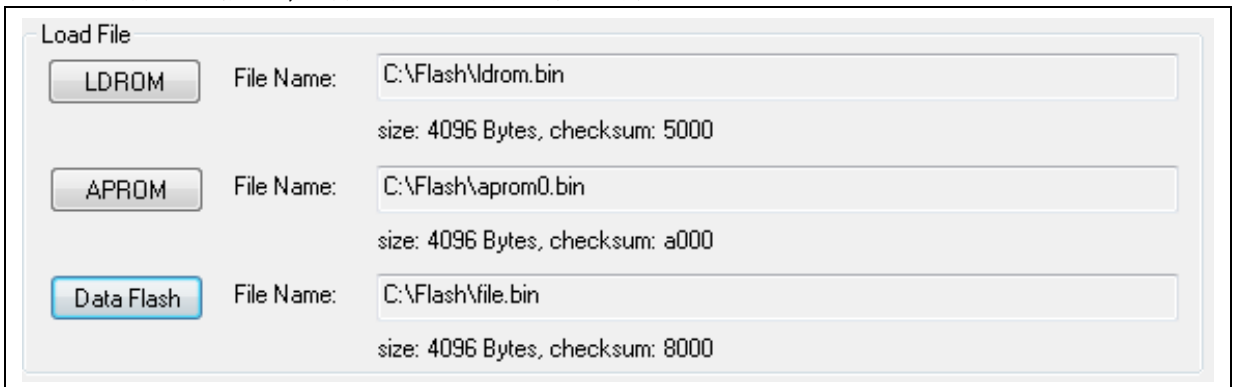 Load File
LDROM File Name: C:\Flash\ldrom.bin
size: 4096 Bytes, checksum: 5000
APROM File Name: C:\Flash\aprom0.bin
size: 4096 Bytes, checksum: a000
Data Flash File Name: C:\Flash\file.bin
size: 4096 Bytes, checksum: 8000